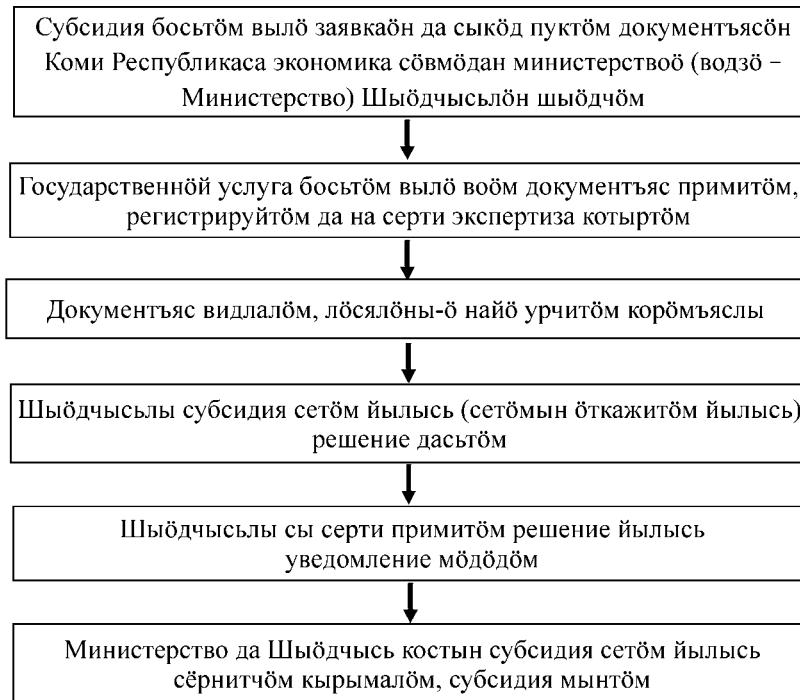 Субсидия босьтӧм вылӧ заявкаӧн да сыкӧд пуктӧм документъясӧн
Коми Республикаса экономика сӧвмӧдан министерствоӧ (водзӧ –
Министерство) Шыӧдчысьлӧн шыӧдчӧм
Государственнӧй услуга босьтӧм вылӧ воӧм документъяс примитӧм,
регистрируйтӧм да на серти экспертиза котыртӧм
Документъяс видлалӧм, лӧсялӧны-ӧ найӧ урчитӧм корӧмъяслы
Шыӧдчысьлы субсидия сетӧм йылысь (сетӧмын ӧткажитӧм йылысь)
решение дасьтӧм
Шыӧдчысьлы сы серти примитӧм решение йылысь
уведомление мӧдӧдӧм
Министерство да Шыӧдчысь костын субсидия сетӧм йылысь
сёрнитчӧм кырымалӧм, субсидия мынтӧм